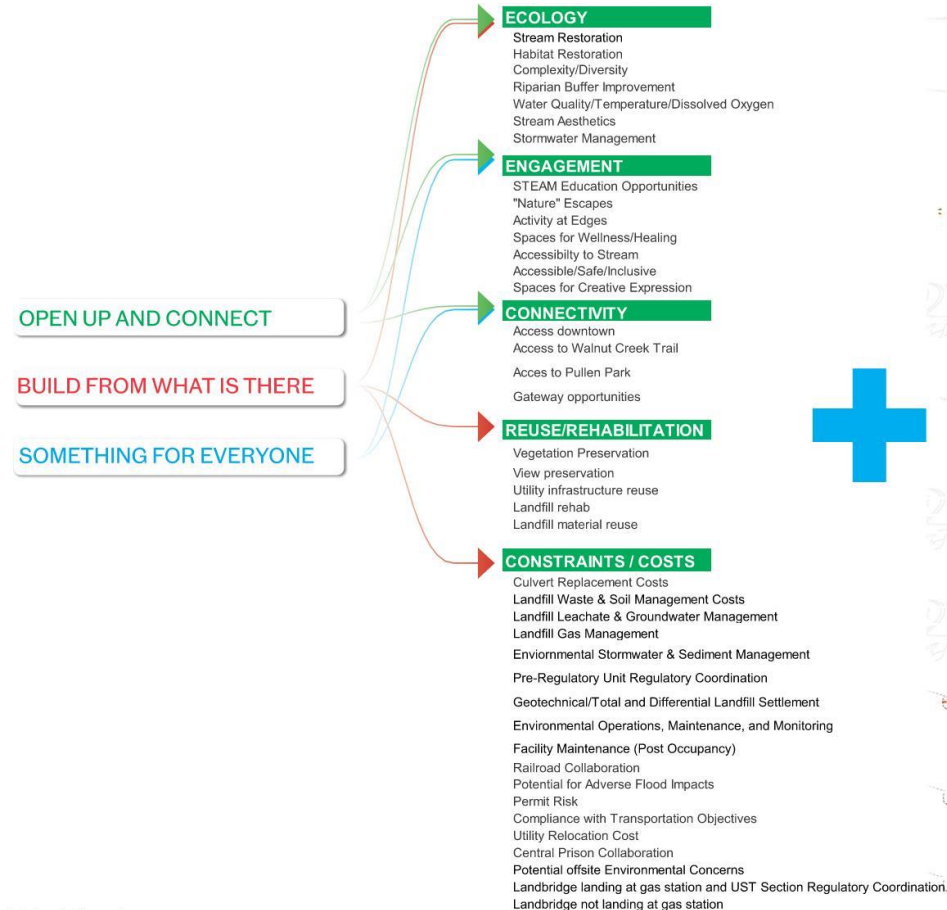 ECOLOGY
Stream Restoration
Habitat Restoration
Complexity/Diversity
Riparian Buffer Improvement
Water Quality/Temperature/Dissolved Oxygen
Stream Aesthetics
Stormwater Management
ENGAGEMENT
STEAM Education Opportunities
"Nature" Escapes
Activity at Edges
Spaces for Wellness/Healing
Accessibilty to Stream
Accessible/Safe/Inclusive
Spaces for Creative Expression
OPEN UP AND CONNECT
BUILD FROM WHAT IS THERE
SOMETHING FOR EVERYONE
CONNECTIVITY
Access downtown
Access to Walnut Creek Trail
Acces to Pullen Park
Gateway opportunities
REUSE/REHABILITATION
Vegetation Preservation
View preservation
Utility infrastructure reuse
Landfill rehab
Landfill material reuse
CONSTRAINTS / COSTS
Culvert Replacement Costs
Landfill Waste & Soil Management Costs
Landfill Leachate & Groundwater Management
Landfill Gas Management
Enviornmental Stormwater & Sediment Management
Pre-Regulatory Unit Regulatory Coordination
Geotechnical/Total and Differential Landfill Settlement
Environmental Operations, Maintenance, and Monitoring
Facility Maintenance (Post Occupancy)
Railroad Collaboration
Potential for Adverse Flood Impacts
Permit Risk
Compliance with Transportation Objectives
Utility Relocation Cost
Central Prison Collaboration
Potential offsite Environmental Concerns
Landbridge landing at gas station and UST Section Regulatory Coordination.
Landbridge not landing at gas station